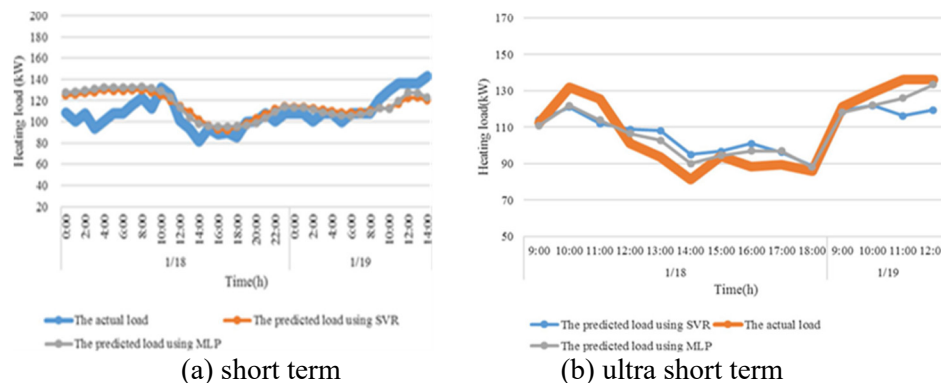 200
180
160
140
120
100
80
60
40
20
Heating load (kW)
0:00 2:00 4:00 6:00 8:00 10:00 12:00 14:00 16:00 18:00 20:00 22:00 0:00 2:00 4:00 6:00 8:00 10:00 12:00 14:00
1/18 1/19
Time(h)
The actual load The predicted load using SVR
The predicted load using MLP
(a) short term
170
150
130
110
90
70
50
Heating load(kW)
9:00 10:00 11:00 12:00 13:00 14:00 15:00 16:00 17:00 18:00 9:00 10:00 11:00 12:00
1/18 1/19
Time(h)
The predicted load using SVR The actual load
The predicted load using MLP
(b) ultra short term